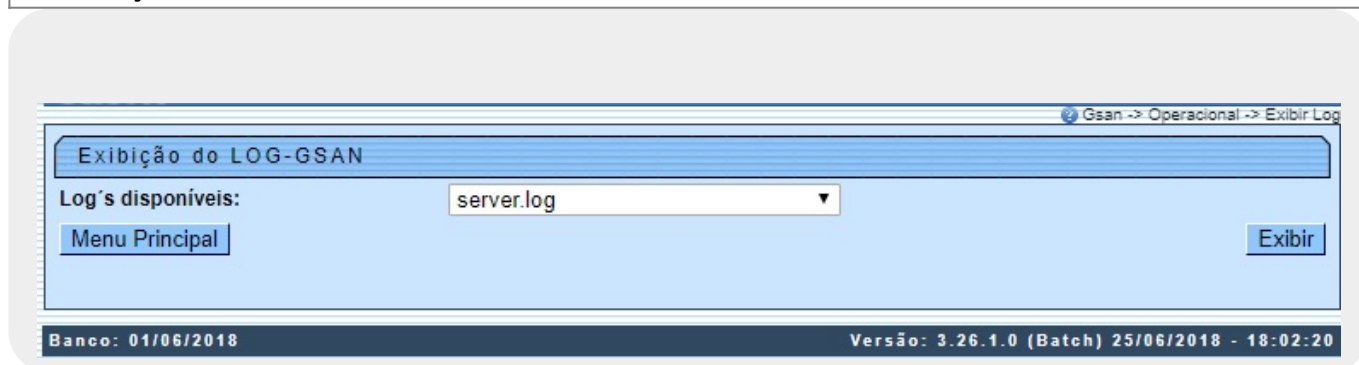 Gsan -> Operacional -> Exibir Log
Exibição do LOG-GSAN
Log´s disponíveis:
server.log
Menu Principal
Exibir
Banco: 01/06/2018
Versão: 3.26.1.0 (Batch) 25/06/2018 - 18:02:20